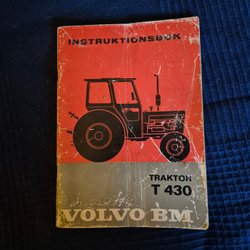 INSTRUKTIONSBOK
TRAKTOR
T 430
VOLVO BM